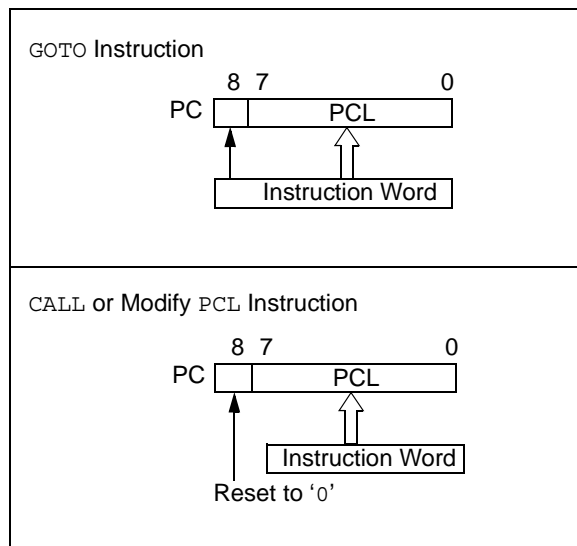 GOTO Instruction
8 7 0
PC PCL
Instruction Word
CALL or Modify PCL Instruction
8 7 0
PC PCL
Instruction Word
Reset to ‘0’